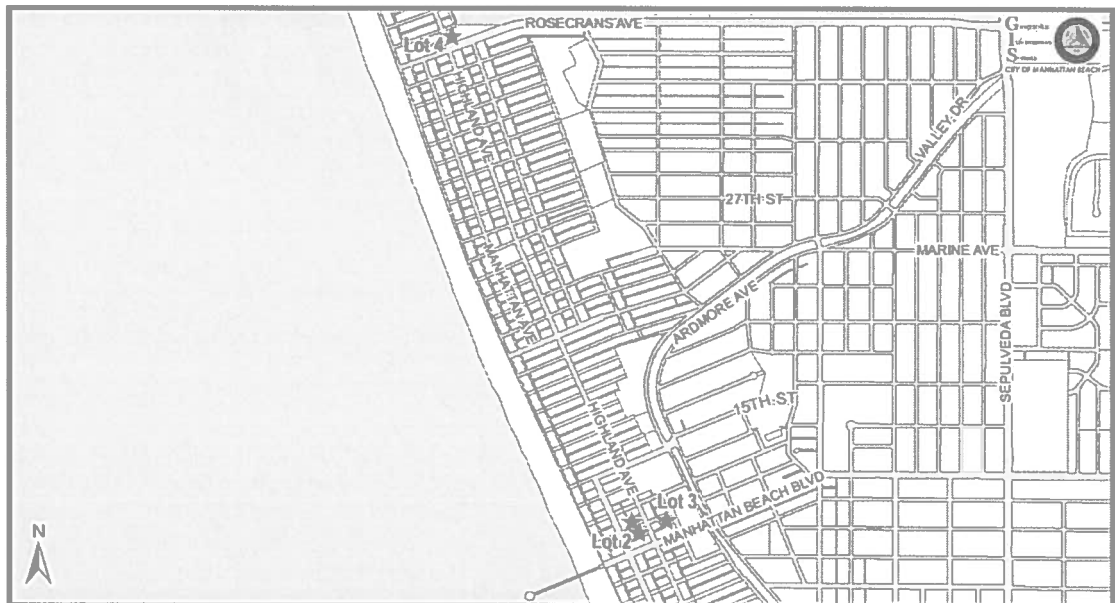 ROSECRANS AVE
Lot 4
CITY OF MANHATTAN BEACH
HIGHLAND AVE
VALLEY DR
27TH ST
MARINE AVE
MANHATTAN AVE
ARDMORE AVE
SEPULVEDA BLVD
15TH ST
HIGHLAND AVE
Lot 3
MANHATTAN BEACH BLVD
Lot 2
N